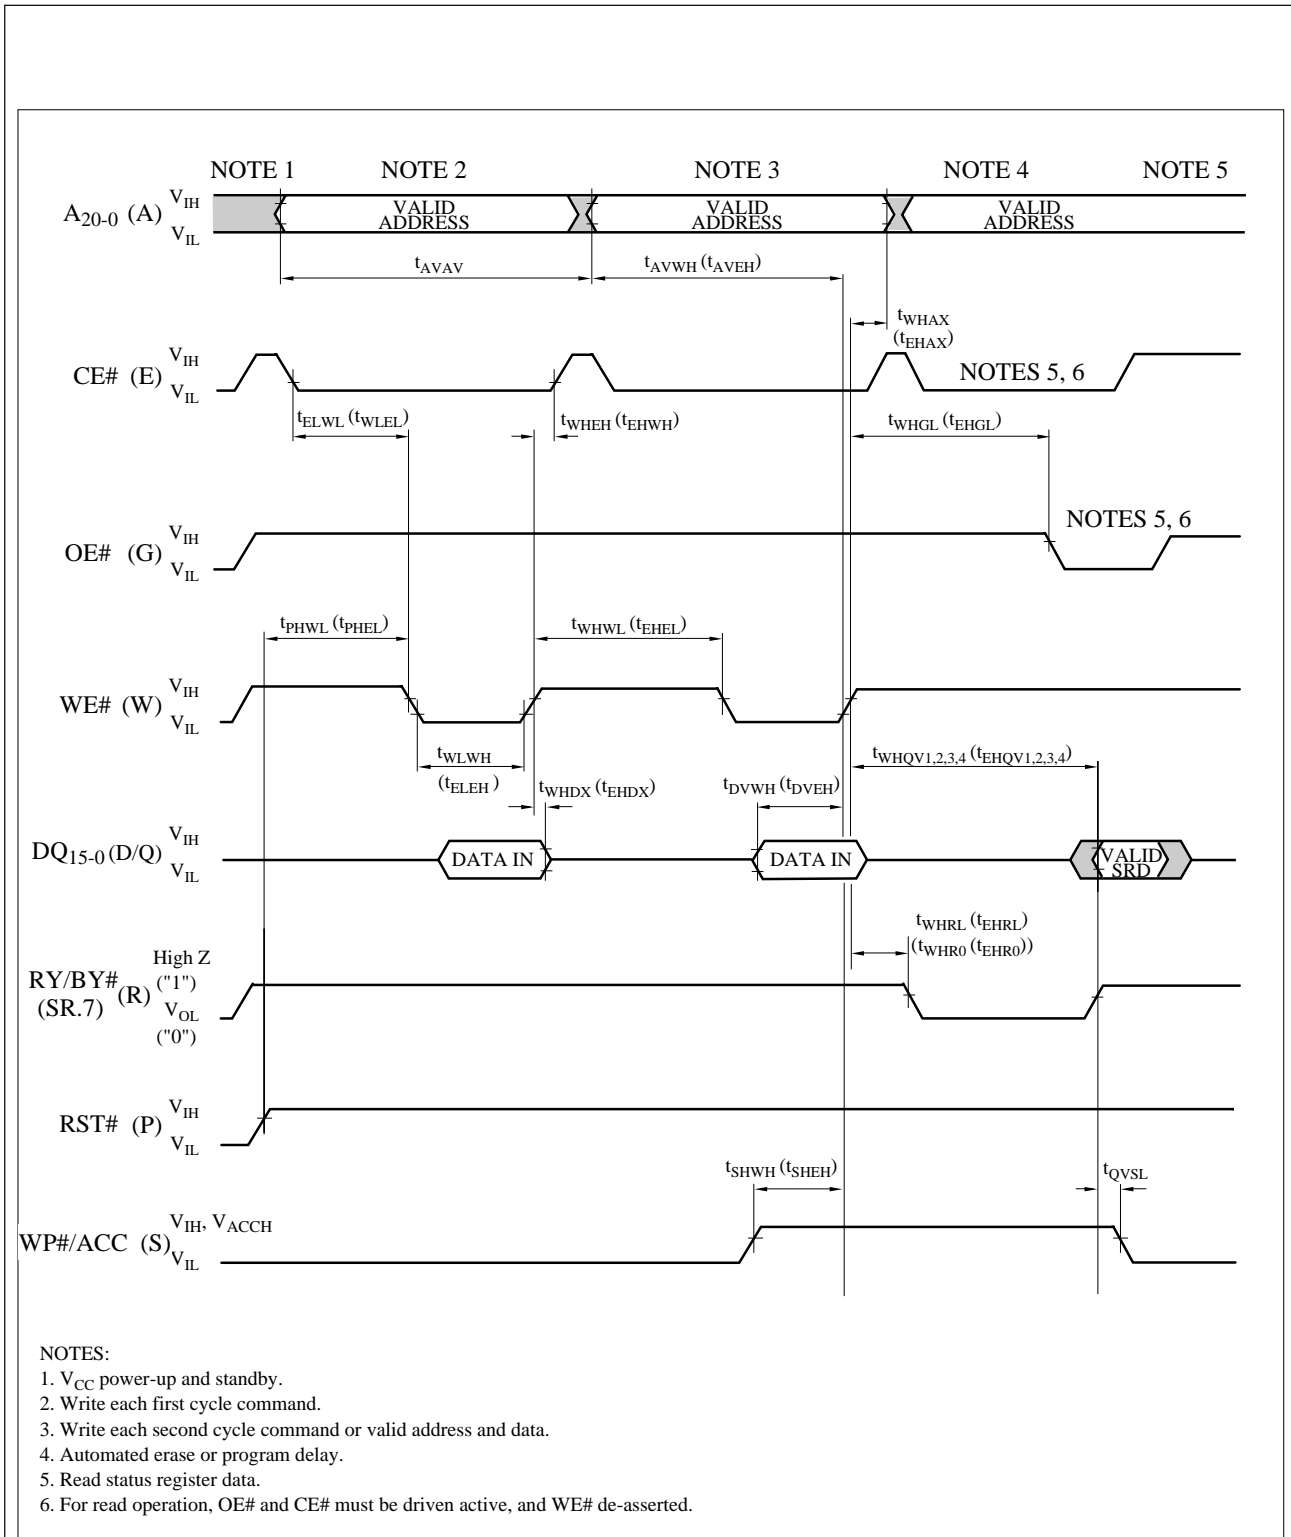 NOTE 1 NOTE 2 NOTE 3 NOTE 4 NOTE 5
A20-0 (A) VIH VIL
VALID ADDRESS
VALID ADDRESS
VALID ADDRESS
tAVAV
tAVWH (tAVEH)
tWHAX
(tEHAX)
CE# (E) VIH VIL
NOTES 5, 6
tELWL (tWLEL)
tWHEH (tEHWH)
tWHGL (tEHGL)
OE# (G) VIH VIL
NOTES 5, 6
tPHWL (tPHEL)
tWHWL (tEHEL)
WE# (W) VIH VIL
tWLWH
(tELEH)
tWHDX (tEHDX)
tDVWH (tDVEH)
tWHQV1,2,3,4 (tEHQV1,2,3,4)
DQ15-0 (D/Q) VIH VIL
DATA IN
DATA IN
VALID SRD
tWHRL (tEHRL)
(tWHR0 (tEHR0))
RY/BY#
(SR.7) (R)
High Z
("1")
VOL
("0")
RST# (P) VIH VIL
tSHWH (tSHEH)
tQVSL
WP#/ACC (S) VIH, VACCH VIL
NOTES:
1. VCC power-up and standby.
2. Write each first cycle command.
3. Write each second cycle command or valid address and data.
4. Automated erase or program delay.
5. Read status register data.
6. For read operation, OE# and CE# must be driven active, and WE# de-asserted.